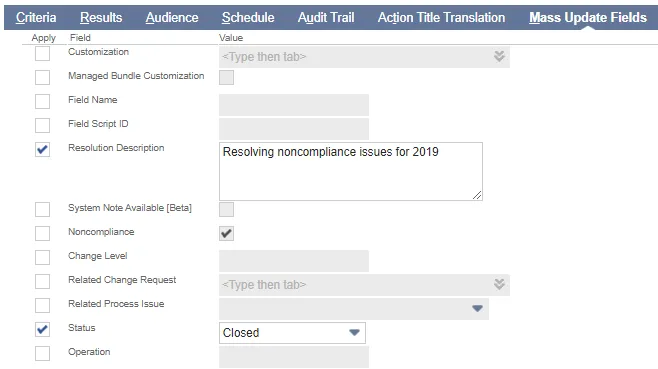 Criteria Results Audience Schedule Audit Trail Action Title Translation Mass Update Fields
Apply Field Value
Customization <Type then tab>
Managed Bundle Customization
Field Name
Field Script ID
Resolution Description Resolving noncompliance issues for 2019
System Note Available [Beta]
Noncompliance
Change Level
Related Change Request <Type then tab>
Related Process Issue
Status Closed
Operation